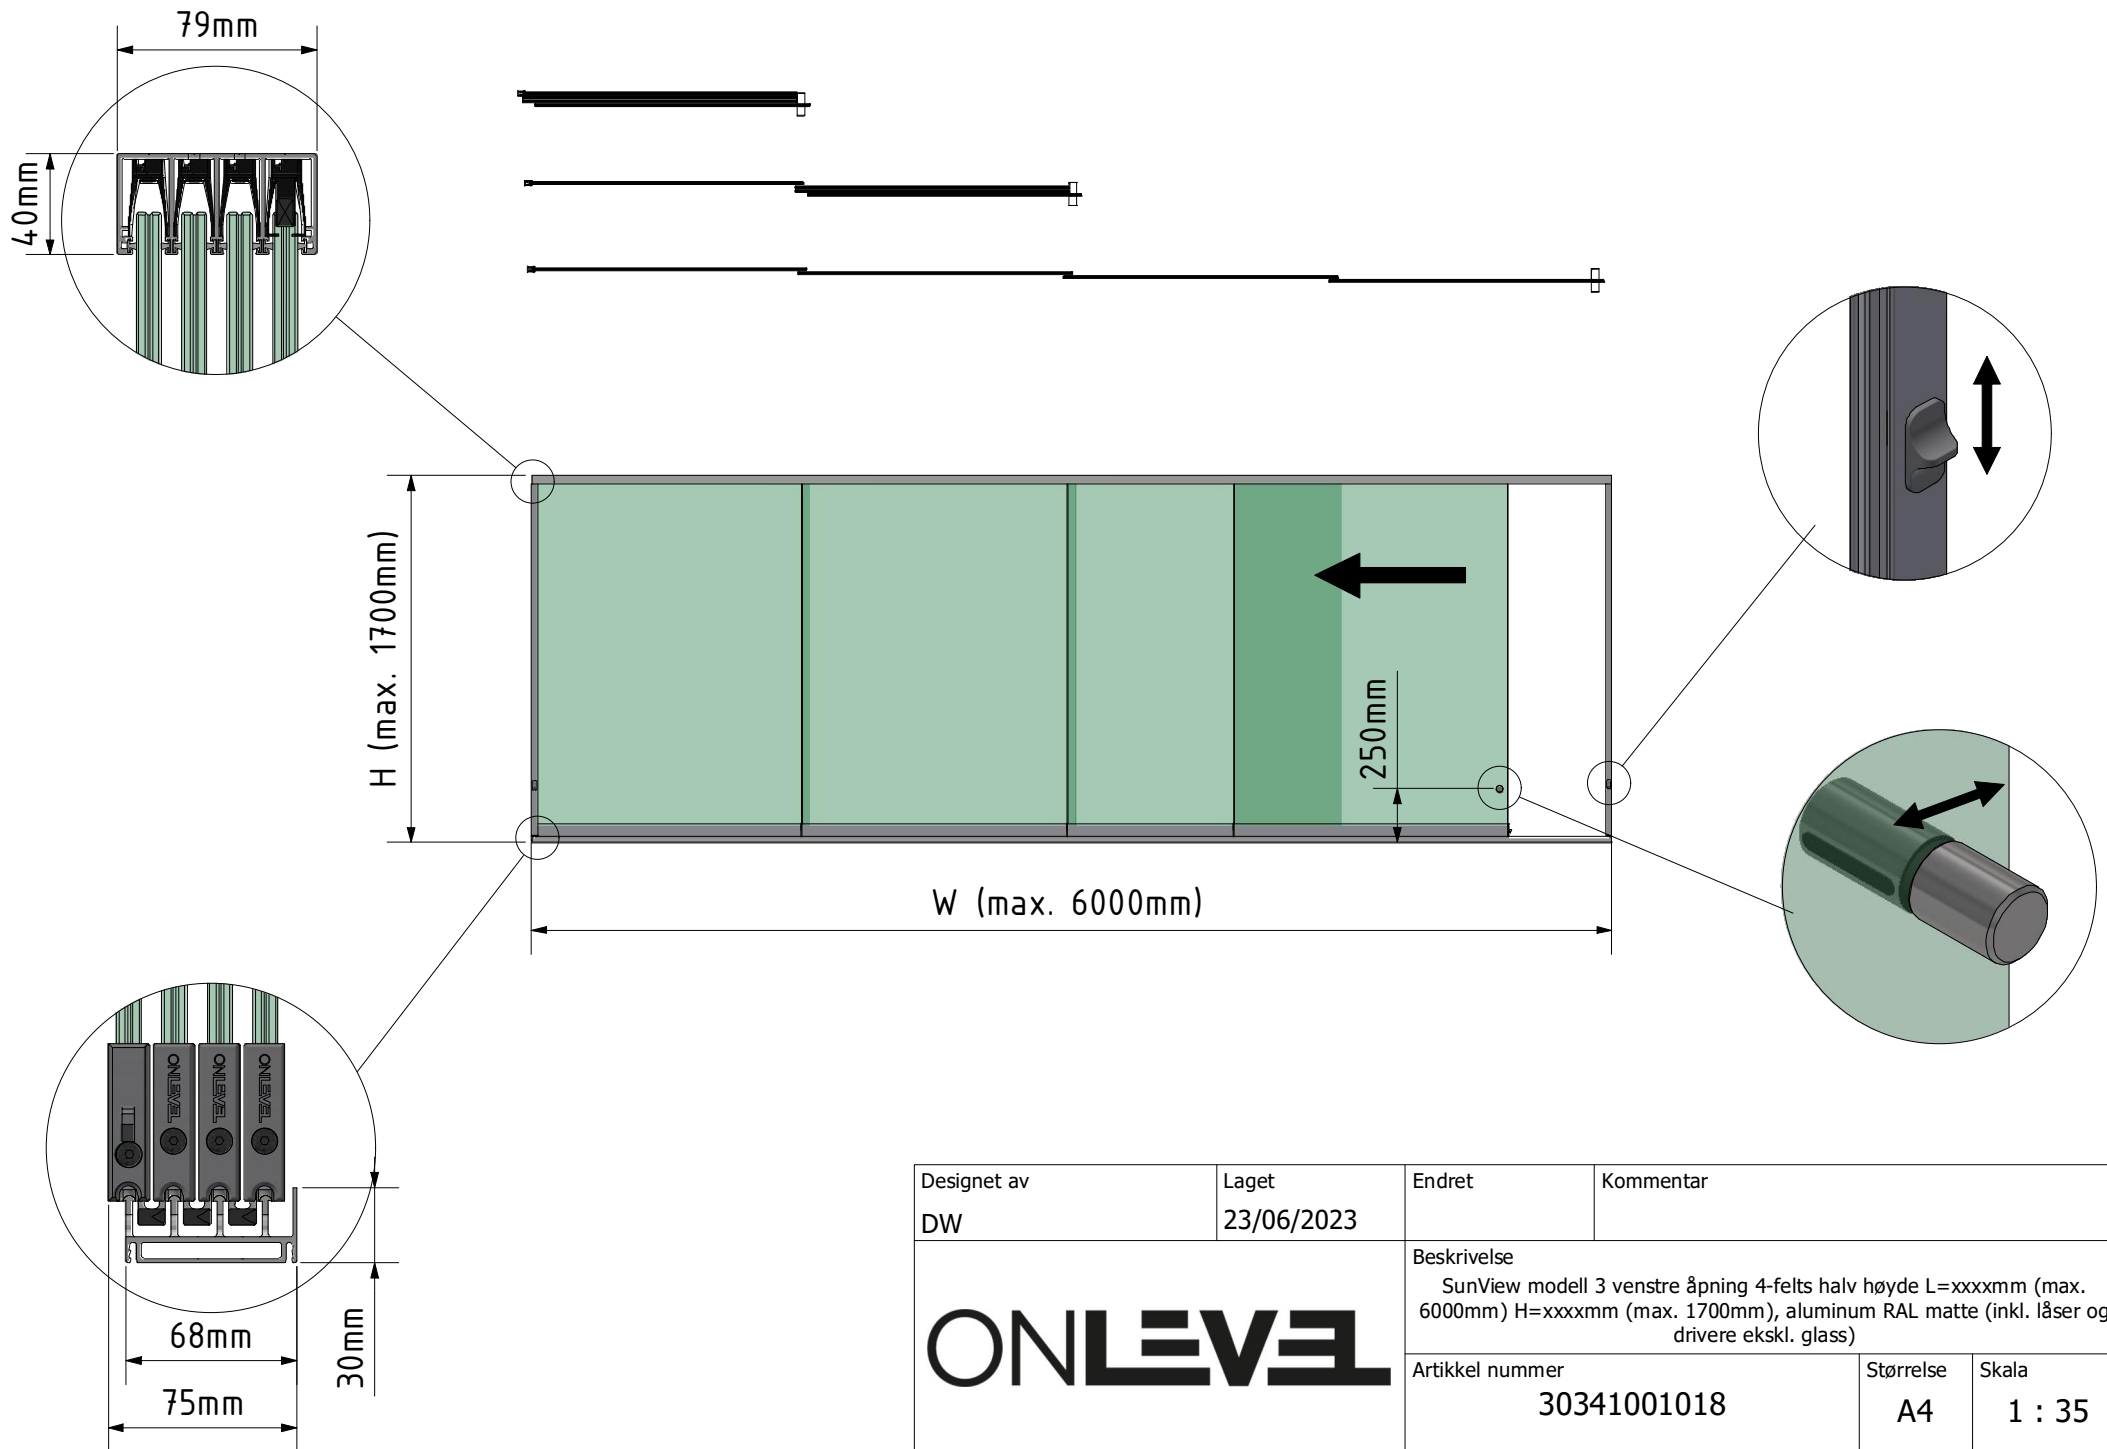 79mm
40mm
H (max. 1700mm)
250mm
W (max. 6000mm)
ONLEVEL
ONLEVEL
ONLEVEL
30mm
68mm
75mm
Designet av
DW
Laget
23/06/2023
Endret
Kommentar
ONLEVEL
Beskrivelse
SunView modell 3 venstre åpning 4-felts halv høyde L=xxxxmm (max.
6000mm) H=xxxxmm (max. 1700mm), aluminum RAL matte (inkl. låser og
drivere ekskl. glass)
Artikkel nummer
30341001018
Størrelse
A4
Skala
1 : 35